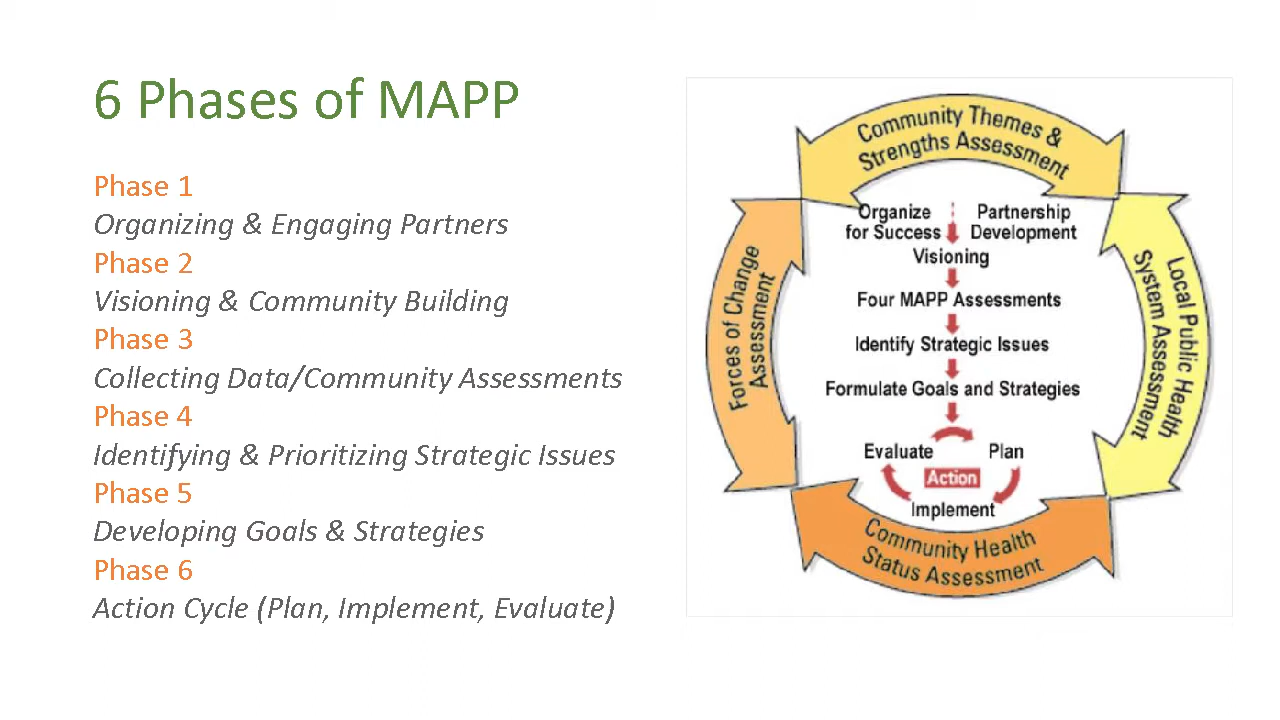 6 Phases of MAPP
Phase 1
Organizing & Engaging Partners
Phase 2
Visioning & Community Building
Phase 3
Collecting Data/Community Assessments
Phase 4
Identifying & Prioritizing Strategic Issues
Phase 5
Developing Goals & Strategies
Phase 6
Action Cycle (Plan, Implement, Evaluate)
Community Themes &
Strengths Assessment
Organize
for Success
Partnership
Development
Visioning
Four MAPP Assessments
Identify Strategic Issues
Formulate Goals and Strategies
Evaluate
Plan
Action
Implement
Forces of Change
Assessment
Local Public Health
System Assessment
Community Health
Status Assessment